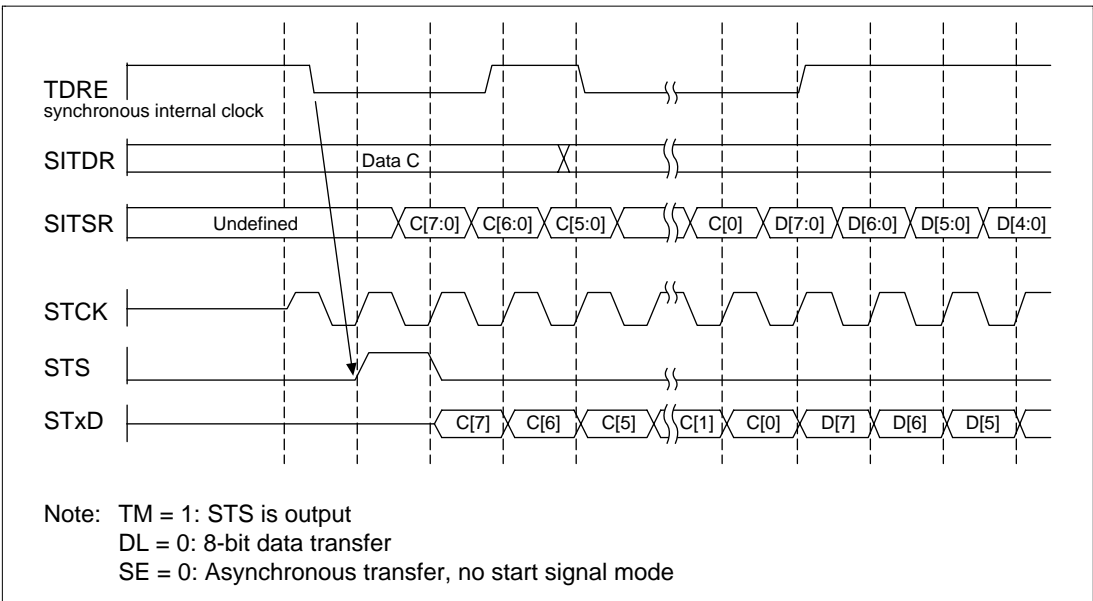 TDRE
synchronous internal clock
SITDR
Data C
SITSR
Undefined C[7:0] C[6:0] C[5:0] C[0] D[7:0] D[6:0] D[5:0] D[4:0]
STCK
STS
STxD
C[7] C[6] C[5] C[1] C[0] D[7] D[6] D[5]
Note: TM = 1: STS is output
DL = 0: 8-bit data transfer
SE = 0: Asynchronous transfer, no start signal mode